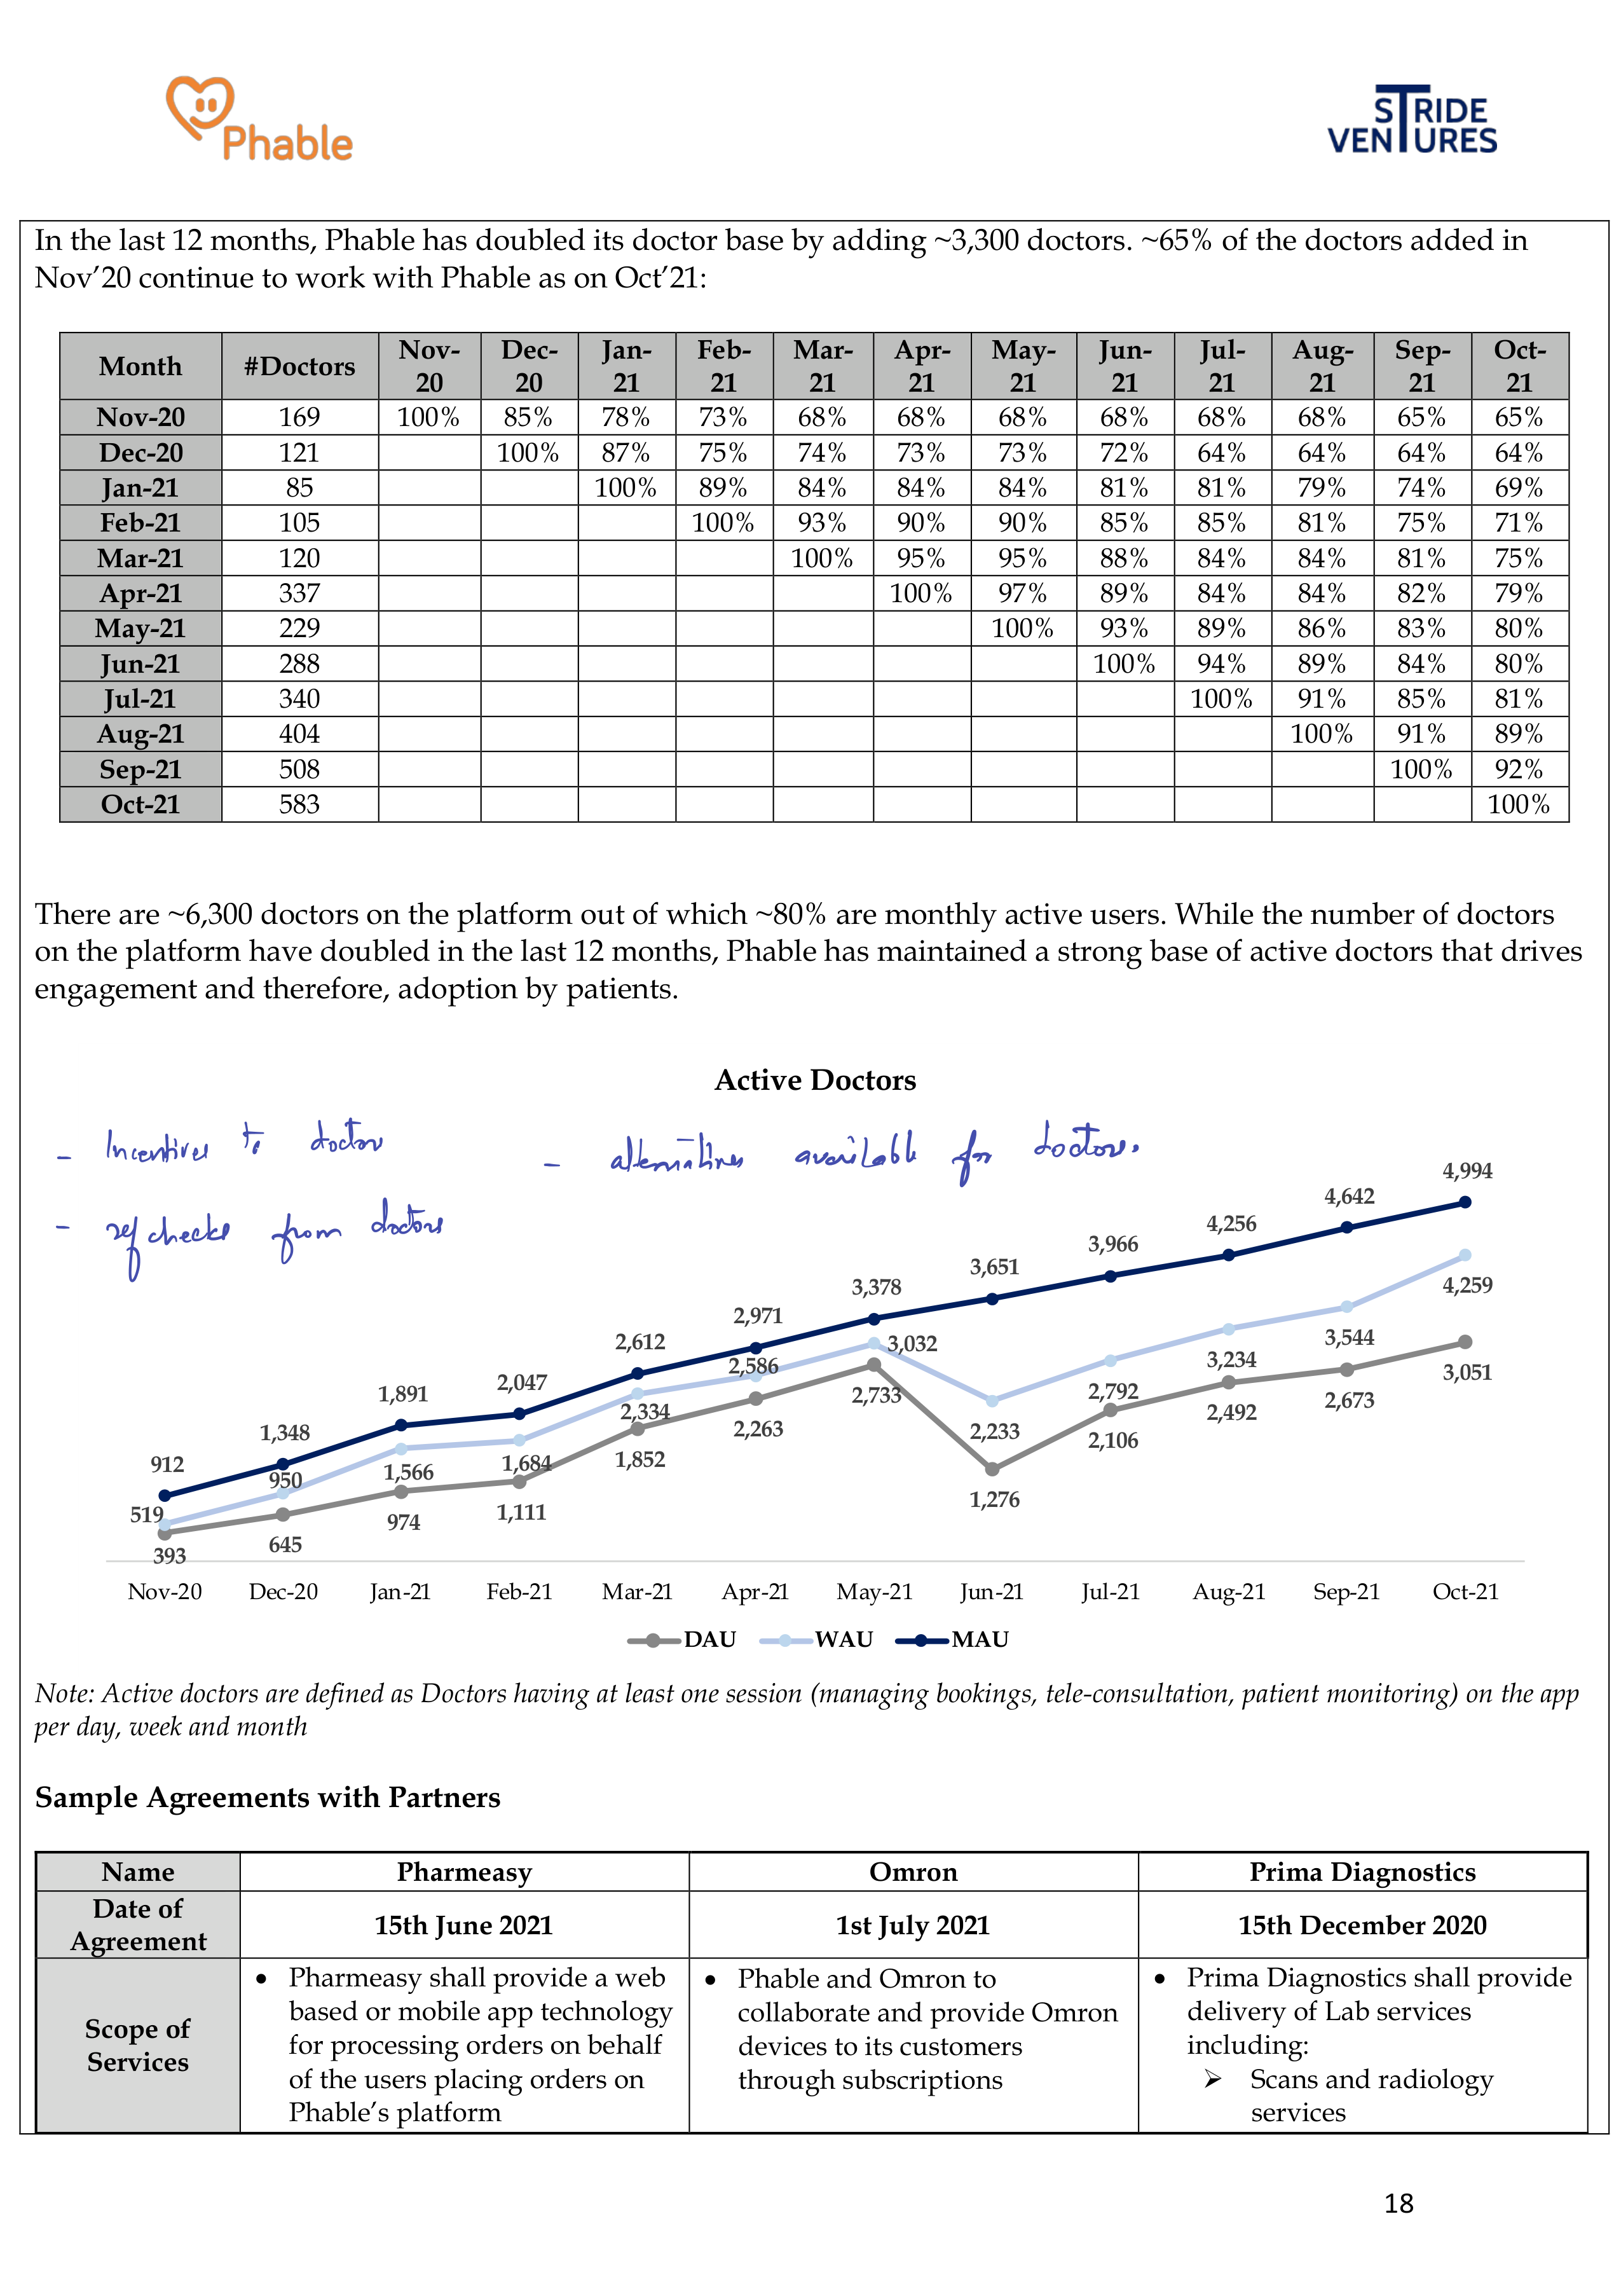 Phable
STRIDE
VENTURES
In the last 12 months, Phable has doubled its doctor base by adding ~3,300 doctors. ~65% of the doctors added in
Nov’20 continue to work with Phable as on Oct’21:
Month #Doctors Nov-20 Dec-20 Jan-21 Feb-21 Mar-21 Apr-21 May-21 Jun-21 Jul-21 Aug-21 Sep-21 Oct-21
Nov-20 169 100% 85% 78% 73% 68% 68% 68% 68% 68% 68% 65% 65%
Dec-20 121 100% 87% 75% 74% 73% 73% 72% 64% 64% 64% 64%
Jan-21 85 100% 89% 84% 84% 84% 81% 81% 79% 74% 69%
Feb-21 105 100% 93% 90% 90% 85% 85% 81% 75% 71%
Mar-21 120 100% 95% 95% 88% 84% 84% 81% 75%
Apr-21 337 100% 97% 89% 84% 84% 82% 79%
May-21 229 100% 93% 89% 86% 83% 80%
Jun-21 288 100% 94% 89% 84% 80%
Jul-21 340 100% 91% 85% 81%
Aug-21 404 100% 91% 89%
Sep-21 508 100% 92%
Oct-21 583 100%
There are ~6,300 doctors on the platform out of which ~80% are monthly active users. While the number of doctors
on the platform have doubled in the last 12 months, Phable has maintained a strong base of active doctors that drives
engagement and therefore, adoption by patients.
Active Doctors
- Incentives to doctors
- alternatives available for doctors.
- ref checks from doctors
912 1,348 1,891 2,047 2,612 2,971 3,378 3,651 3,966 4,256 4,642 4,994
519 950 1,566 1,684 2,334 2,586 3,032 2,233 2,792 3,234 3,544 4,259
393 645 974 1,111 1,852 2,263 2,733 1,276 2,106 2,492 2,673 3,051
Nov-20 Dec-20 Jan-21 Feb-21 Mar-21 Apr-21 May-21 Jun-21 Jul-21 Aug-21 Sep-21 Oct-21
DAU WAU MAU
Note: Active doctors are defined as Doctors having at least one session (managing bookings, tele-consultation, patient monitoring) on the app
per day, week and month
Sample Agreements with Partners
Name Pharmeasy Omron Prima Diagnostics
Date of
Agreement
15th June 2021 1st July 2021 15th December 2020
Scope of
Services
• Pharmeasy shall provide a web
based or mobile app technology
for processing orders on behalf
of the users placing orders on
Phable’s platform
• Phable and Omron to
collaborate and provide Omron
devices to its customers
through subscriptions
• Prima Diagnostics shall provide
delivery of Lab services
including:
➢ Scans and radiology
services
18